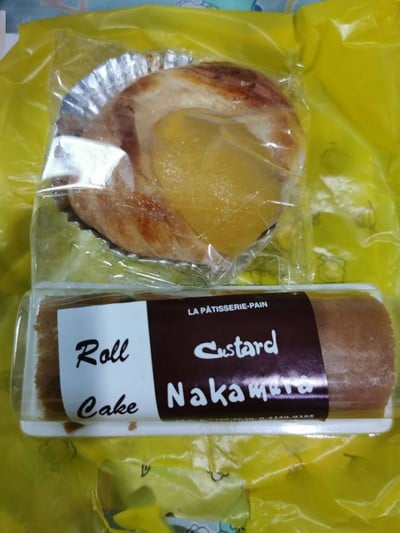 Roll
Cake
LA PÂTISSERIE-PAIN
Custard
Nakamura